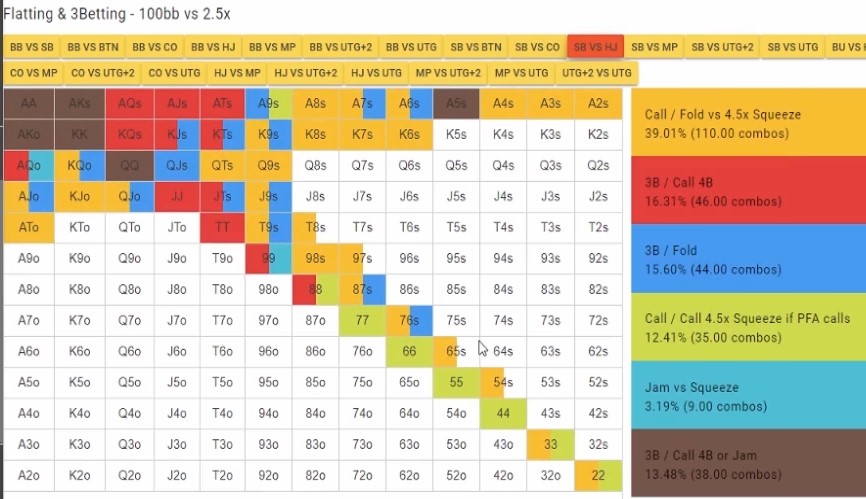 Flatting & 3Betting - 100bb vs 2.5x
BB VS SB BB VS BTN BB VS CO BB VS HJ BB VS MP BB VS UTG+2 BB VS UTG SB VS BTN SB VS CO SB VS HJ SB VS MP SB VS UTG+2 SB VS UTG BU VS
CO VS MP CO VS UTG+2 CO VS UTG HJ VS MP HJ VS UTG+2 HJ VS UTG MP VS UTG+2 MP VS UTG UTG+2 VS UTG
AA AKs AQs AJs ATs A9s A8s A7s A6s A5s A4s A3s A2s
AKo KK KQs KJs KTs K9s K8s K7s K6s K5s K4s K3s K2s
AQo KQo QQ QJs QTs Q9s Q8s Q7s Q6s Q5s Q4s Q3s Q2s
AJo KJo QJo JJ JTs J9s J8s J7s J6s J5s J4s J3s J2s
ATo KTo QTo JTo TT T9s T8s T7s T6s T5s T4s T3s T2s
A9o K9o Q9o J9o T9o 99 98s 97s 96s 95s 94s 93s 92s
A8o K8o Q8o J8o T8o 98o 88 87s 86s 85s 84s 83s 82s
A7o K7o Q7o J7o T7o 97o 87o 77 76s 75s 74s 73s 72s
A6o K6o Q6o J6o T6o 96o 86o 76o 66 65s 64s 63s 62s
A5o K5o Q5o J5o T5o 95o 85o 75o 65o 55 54s 53s 52s
A4o K4o Q4o J4o T4o 94o 84o 74o 64o 54o 44 43s 42s
A3o K3o Q3o J3o T3o 93o 83o 73o 63o 53o 43o 33 32s
A2o K2o Q2o J2o T2o 92o 82o 72o 62o 52o 42o 32o 22
Call / Fold vs 4.5x Squeeze
39.01% (110.00 combos)
3B / Call 4B
16.31% (46.00 combos)
3B / Fold
15.60% (44.00 combos)
Call / Call 4.5x Squeeze if PFA calls
12.41% (35.00 combos)
Jam vs Squeeze
3.19% (9.00 combos)
3B / Call 4B or Jam
13.48% (38.00 combos)